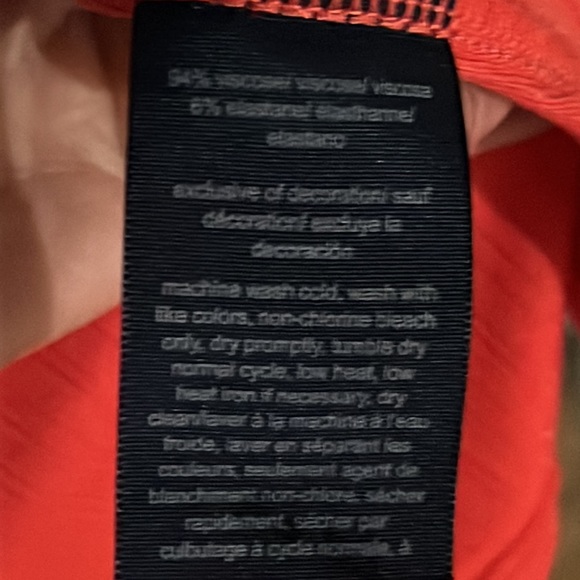 94% viscose/ viscose/ viscosa
6% elastane/ élasthanne/
elastano
exclusive of decoration/ sauf
décoration/ excluye la
decoración
machine wash cold, wash with
like colors, non-chlorine bleach
only, dry promptly, tumble dry
normal cycle, low heat, low
heat iron if necessary, dry
clean/laver à la machine à l'eau
froide, laver en séparant les
couleurs, seulement agent de
blanchiment non-chlore, sécher
rapidement, sécher par
culbutage à cycle normale, à